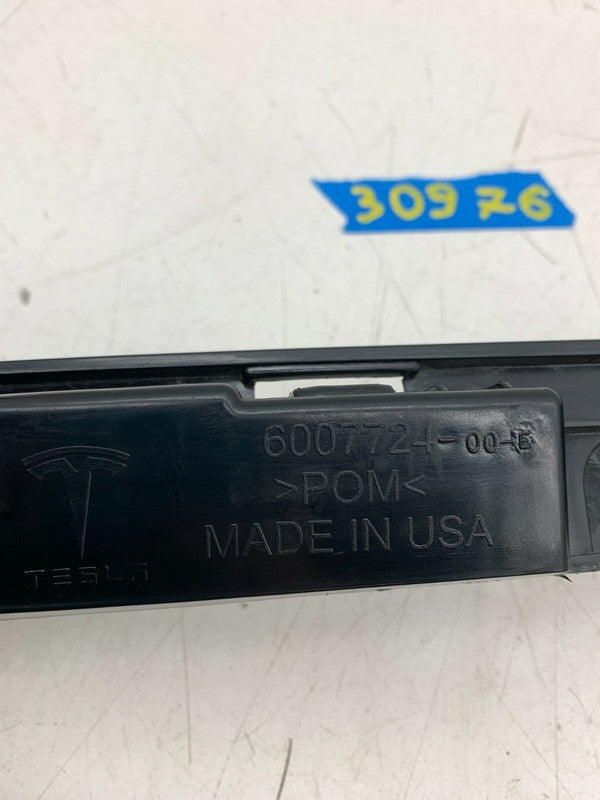 30976
6007724-00-E
>POM<
MADE IN USA
TESLA